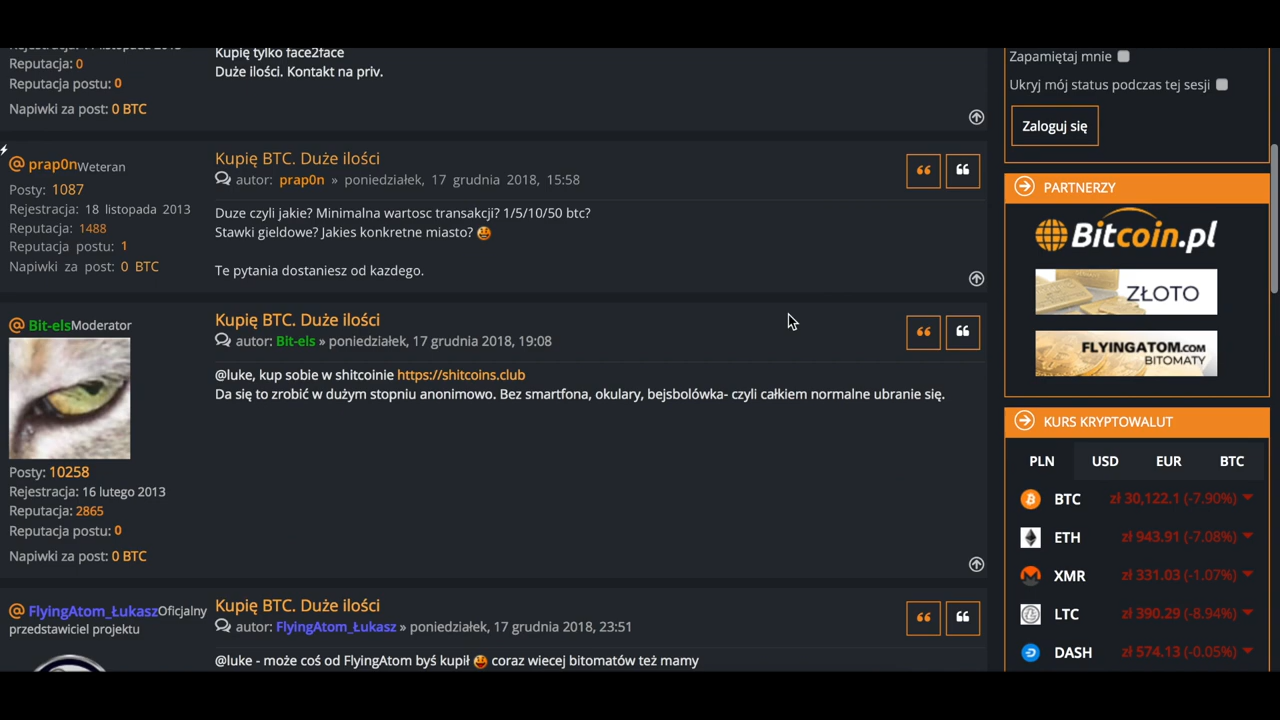 Kupię tylko face2face
Reputacja: 0
Duże ilości. Kontakt na priv.
Reputacja postu: 0
Napiwki za post: 0 BTC
@ prap0n Weteran
Posty: 1087
Rejestracja: 18 listopada 2013
Reputacja: 1488
Reputacja postu: 1
Napiwki za post: 0 BTC
Kupię BTC. Duże ilości
autor: prap0n » poniedziałek, 17 grudnia 2018, 15:58
Duze czyli jakie? Minimalna wartosc transakcji? 1/5/10/50 btc?
Stawki gieldowe? Jakies konkretne miasto?
Te pytania dostaniesz od kazdego.
@ Bit-els Moderator
Posty: 10258
Rejestracja: 16 lutego 2013
Reputacja: 2865
Reputacja postu: 0
Napiwki za post: 0 BTC
Kupię BTC. Duże ilości
autor: Bit-els » poniedziałek, 17 grudnia 2018, 19:08
@luke, kup sobie w shitcoinie https://shitcoins.club
Da się to zrobić w dużym stopniu anonimowo. Bez smartfona, okulary, bejsbolówka- czyli całkiem normalne ubranie się.
@ FlyingAtom_Łukasz Oficjalny
przedstawiciel projektu
Kupię BTC. Duże ilości
autor: FlyingAtom_Łukasz » poniedziałek, 17 grudnia 2018, 23:51
@luke - może coś od FlyingAtom byś kupił coraz wiecej bitomatów też mamy
Zapamiętaj mnie
Ukryj mój status podczas tej sesji
Zaloguj się
PARTNERZY
Bitcoin.pl
ZŁOTO
FLYINGATOM.COM
BITOMATY
KURS KRYPTOWALUT
PLN USD EUR BTC
BTC zł 30,122.1 (-7.90%)
ETH zł 943.91 (-7.08%)
XMR zł 331.03 (-1.07%)
LTC zł 390.29 (-8.94%)
DASH zł 574.13 (-0.05%)